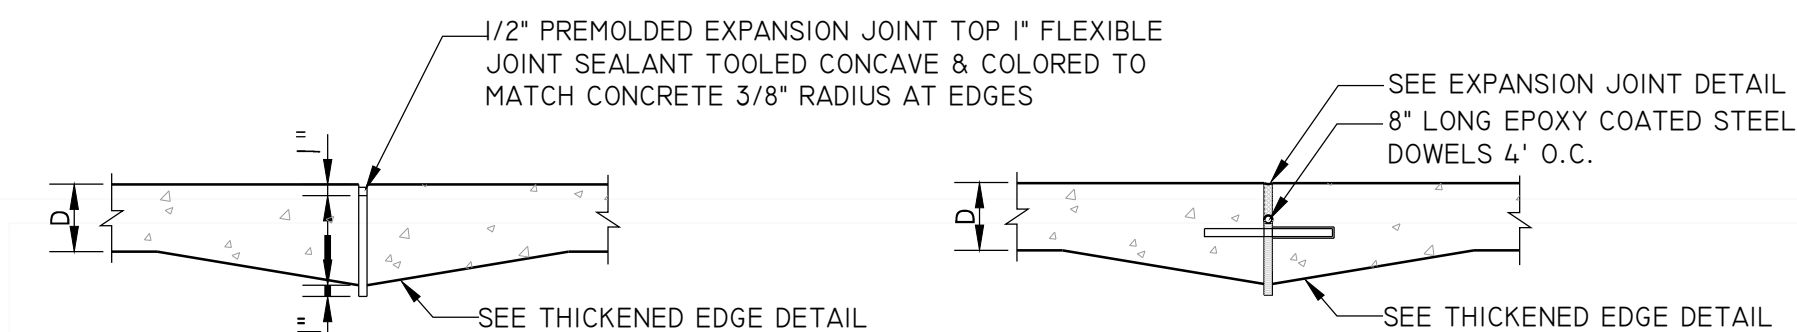 1/2" PREMOLDED EXPANSION JOINT TOP 1" FLEXIBLE
JOINT SEALANT TOOLED CONCAVE & COLORED TO
MATCH CONCRETE 3/8" RADIUS AT EDGES
1"
D
1"
SEE THICKENED EDGE DETAIL
SEE EXPANSION JOINT DETAIL
8" LONG EPOXY COATED STEEL
DOWELS 4' O.C.
D
SEE THICKENED EDGE DETAIL